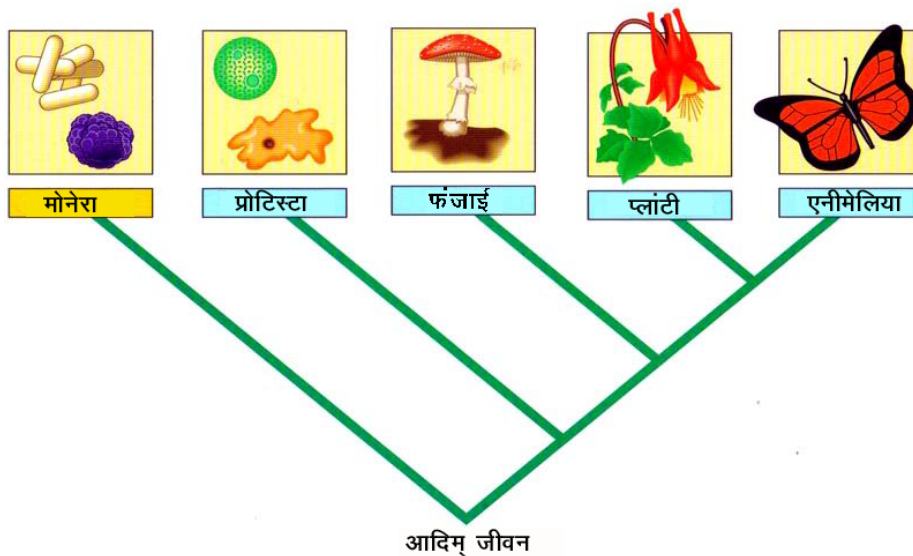 मोनेरा
प्रोटिस्टा
फंजाई
प्लांटी
एनीमेलिया
आदिम् जीवन